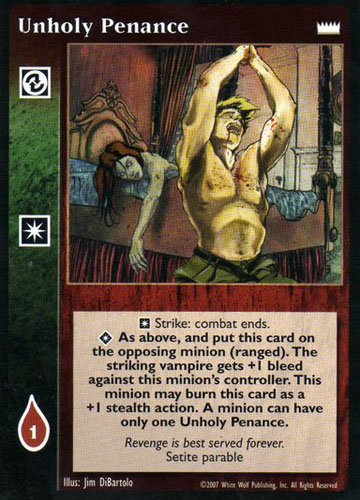 Unholy Penance
Strike: combat ends.
As above, and put this card on
the opposing minion (ranged). The
striking vampire gets +1 bleed
against this minion's controller. This
minion may burn this card as a
+1 stealth action. A minion can have
only one Unholy Penance.
Revenge is best served forever.
Setite parable
1
Illus: Jim DiBartolo
©2007 White Wolf Publishing, Inc. All Rights Reserved